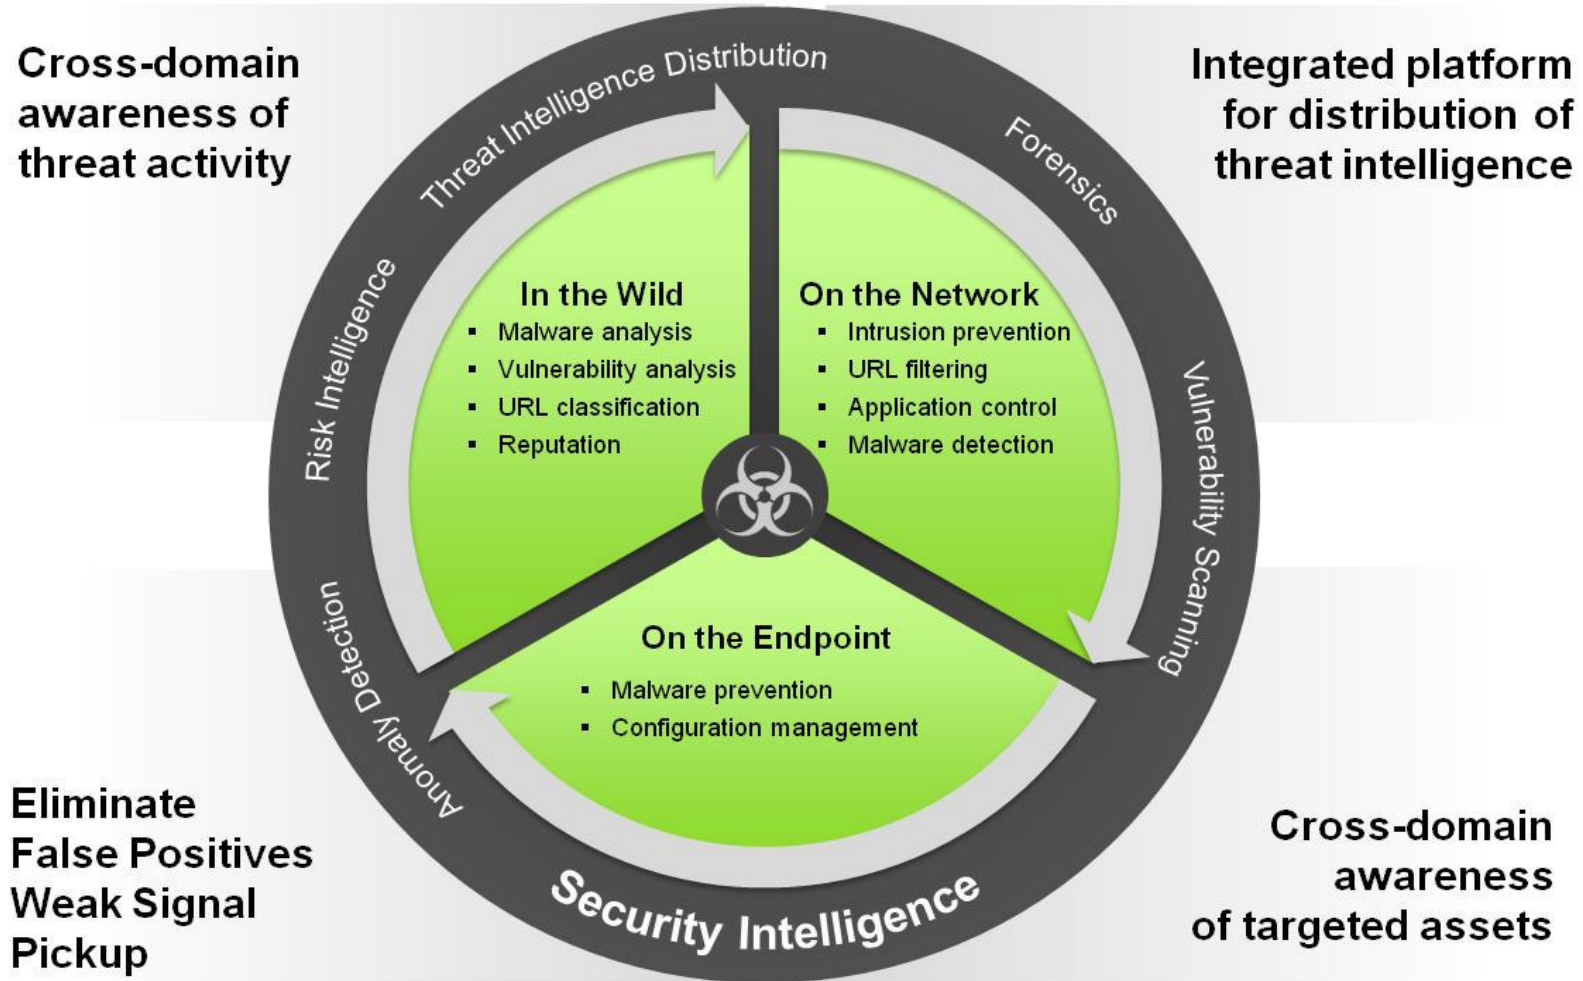 Cross-domain
awareness of
threat activity
Integrated platform
for distribution of
threat intelligence
Threat Intelligence Distribution
Forensics
Risk Intelligence
Vulnerability Scanning
Anomaly Detection
Security Intelligence
In the Wild
▪ Malware analysis
▪ Vulnerability analysis
▪ URL classification
▪ Reputation
On the Network
▪ Intrusion prevention
▪ URL filtering
▪ Application control
▪ Malware detection
On the Endpoint
▪ Malware prevention
▪ Configuration management
Eliminate
False Positives
Weak Signal
Pickup
Cross-domain
awareness
of targeted assets